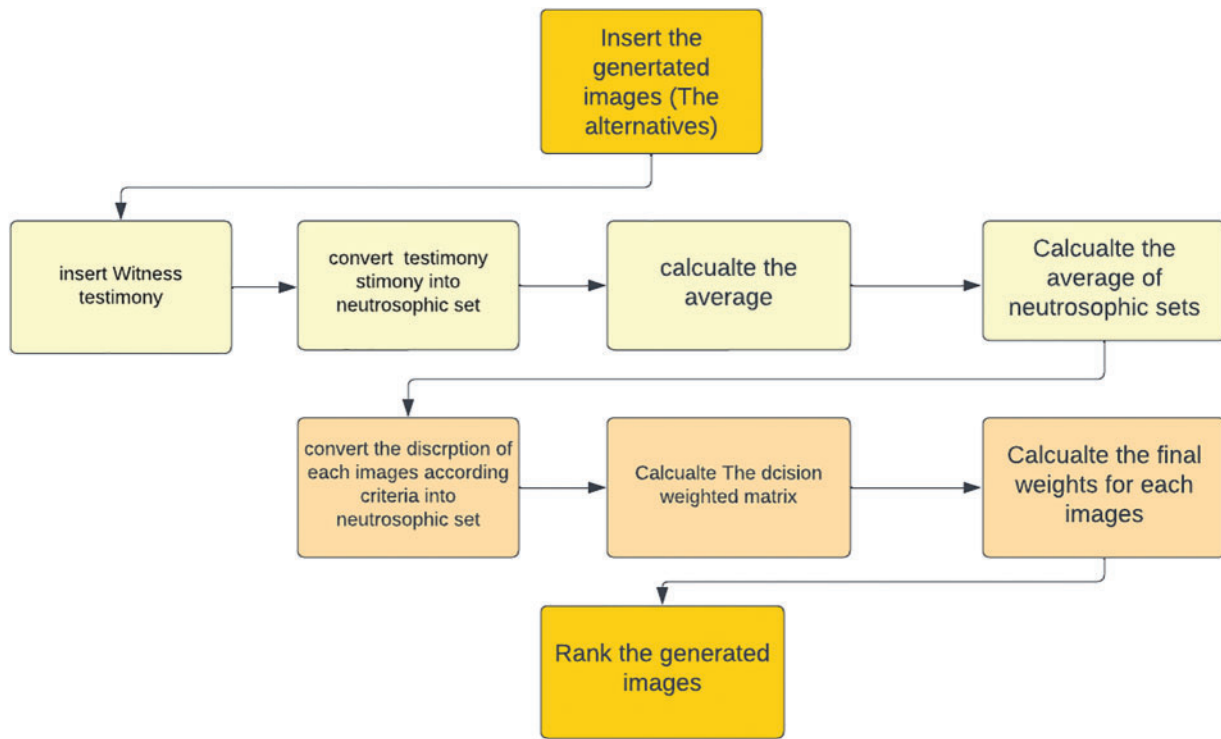 Insert the
genertated
images (The
alternatives)
insert Witness
testimony
convert testimony
stimony into
neutrosophic set
calcualte the
average
Calcualte the
average of
neutrosophic sets
convert the discrption of
each images according
criteria into
neutrosophic set
Calcualte The dcision
weighted matrix
Calcualte the final
weights for each
images
Rank the generated
images